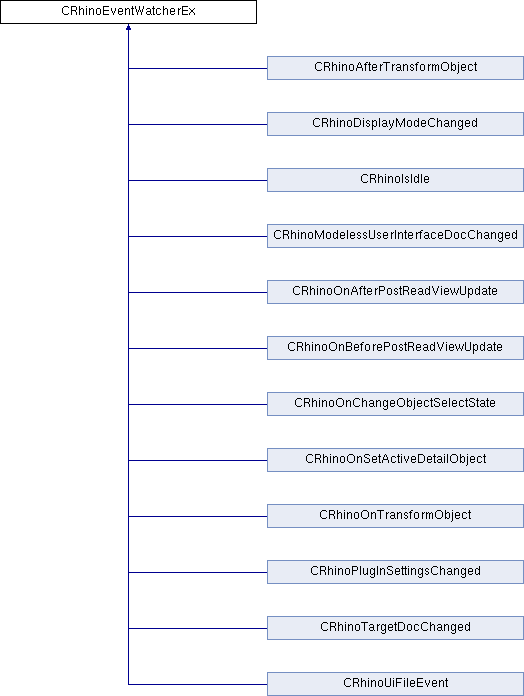 CRhinoEventWatcherEx
CRhinoAfterTransformObject
CRhinoDisplayModeChanged
CRhinoIsIdle
CRhinoModelessUserInterfaceDocChanged
CRhinoOnAfterPostReadViewUpdate
CRhinoOnBeforePostReadViewUpdate
CRhinoOnChangeObjectSelectState
CRhinoOnSetActiveDetailObject
CRhinoOnTransformObject
CRhinoPlugInSettingsChanged
CRhinoTargetDocChanged
CRhinoUiFileEvent